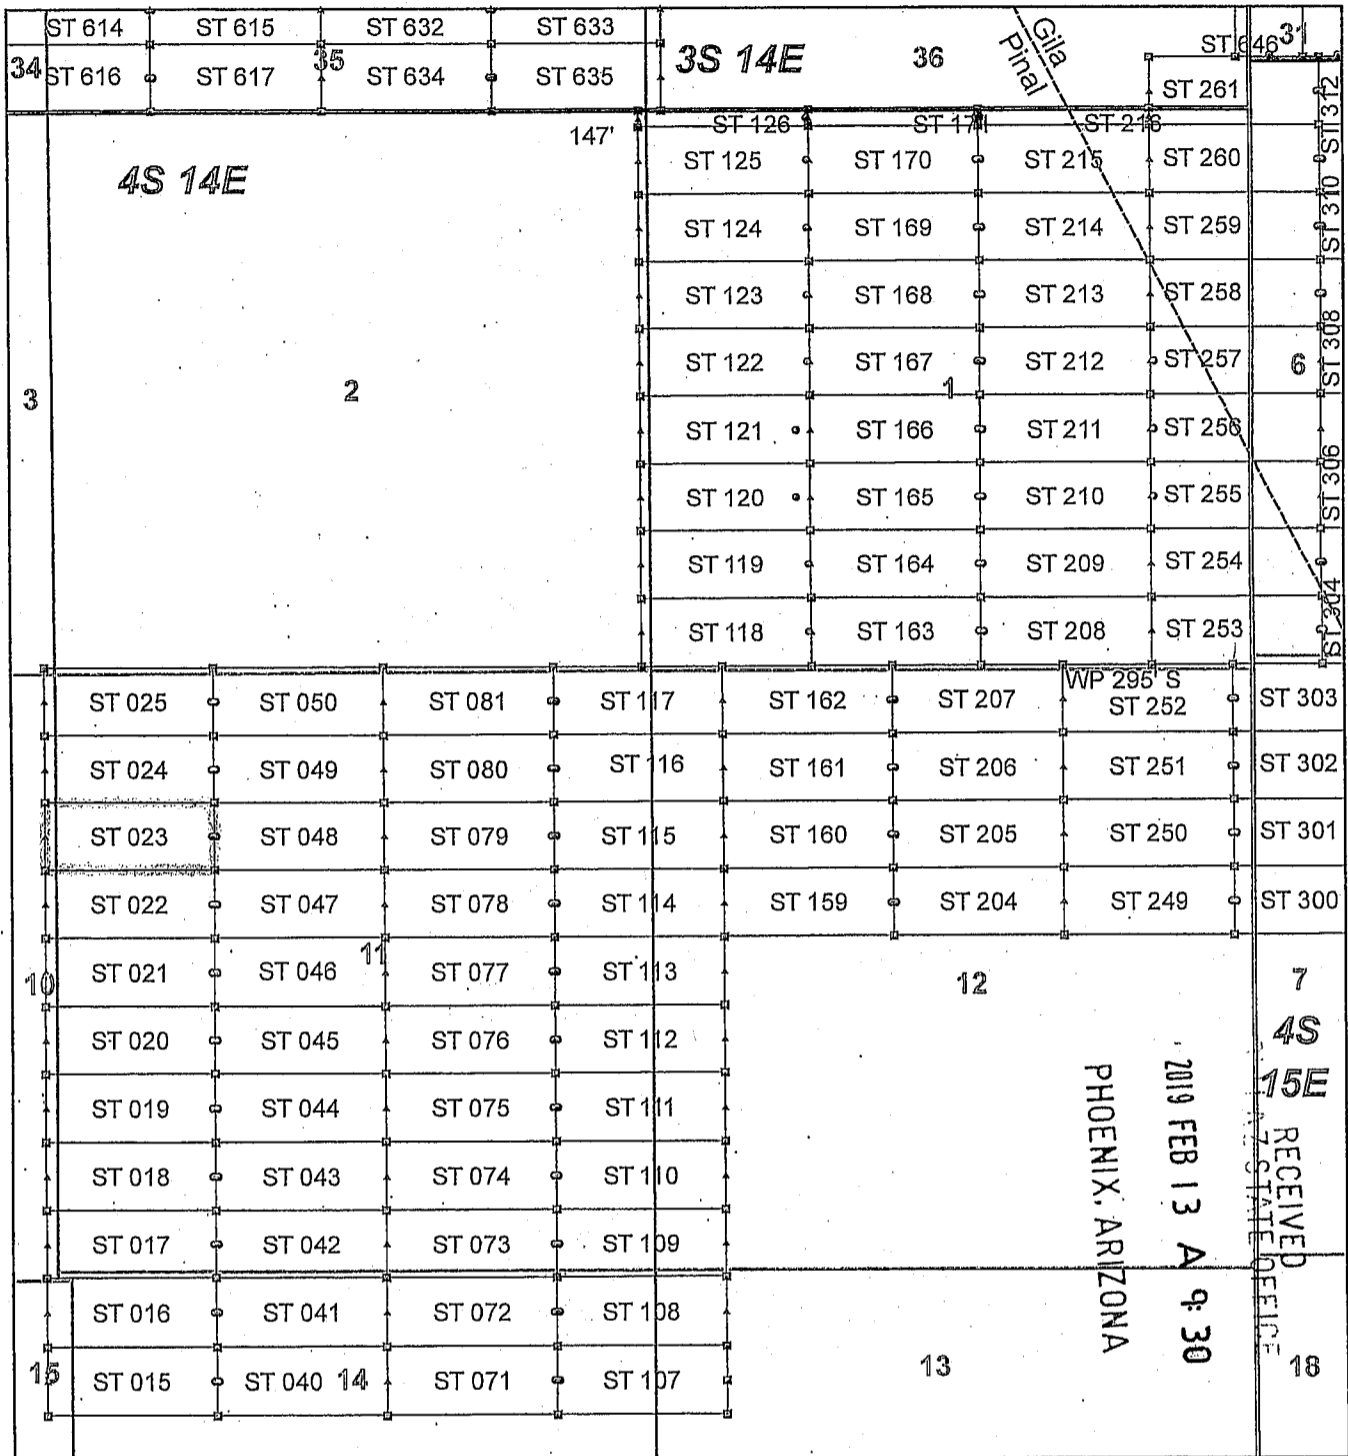 ST 614 ST 615 ST 632 ST 633
34 35 3S 14E 36 Gila Pinal ST 646 31
ST 616 ST 617 ST 634 ST 635 ST 261 ST 312
147' ST 126 ST 171 ST 216
4S 14E ST 125 ST 170 ST 215 ST 260 ST 310
ST 124 ST 169 ST 214 ST 259
ST 123 ST 168 ST 213 ST 258 ST 308
ST 122 ST 167 ST 212 ST 257 6
3 2 1
ST 121 ST 166 ST 211 ST 256 ST 306
ST 120 ST 165 ST 210 ST 255
ST 119 ST 164 ST 209 ST 254 ST 304
ST 118 ST 163 ST 208 ST 253
WP 295' S
ST 025 ST 050 ST 081 ST 117 ST 162 ST 207 ST 252 ST 303
ST 024 ST 049 ST 080 ST 116 ST 161 ST 206 ST 251 ST 302
ST 023 ST 048 ST 079 ST 115 ST 160 ST 205 ST 250 ST 301
ST 022 ST 047 ST 078 ST 114 ST 159 ST 204 ST 249 ST 300
11
10 ST 021 ST 046 ST 077 ST 113 12 7
ST 020 ST 045 ST 076 ST 112 4S
15E
ST 019 ST 044 ST 075 ST 111
ST 018 ST 043 ST 074 ST 110
ST 017 ST 042 ST 073 ST 109
ST 016 ST 041 ST 072 ST 108
15 ST 015 ST 040 14 ST 071 ST 107 13 18
RECEIVED
AZ STATE OFFICE
2019 FEB 13 A 9:30
PHOENIX, ARIZONA